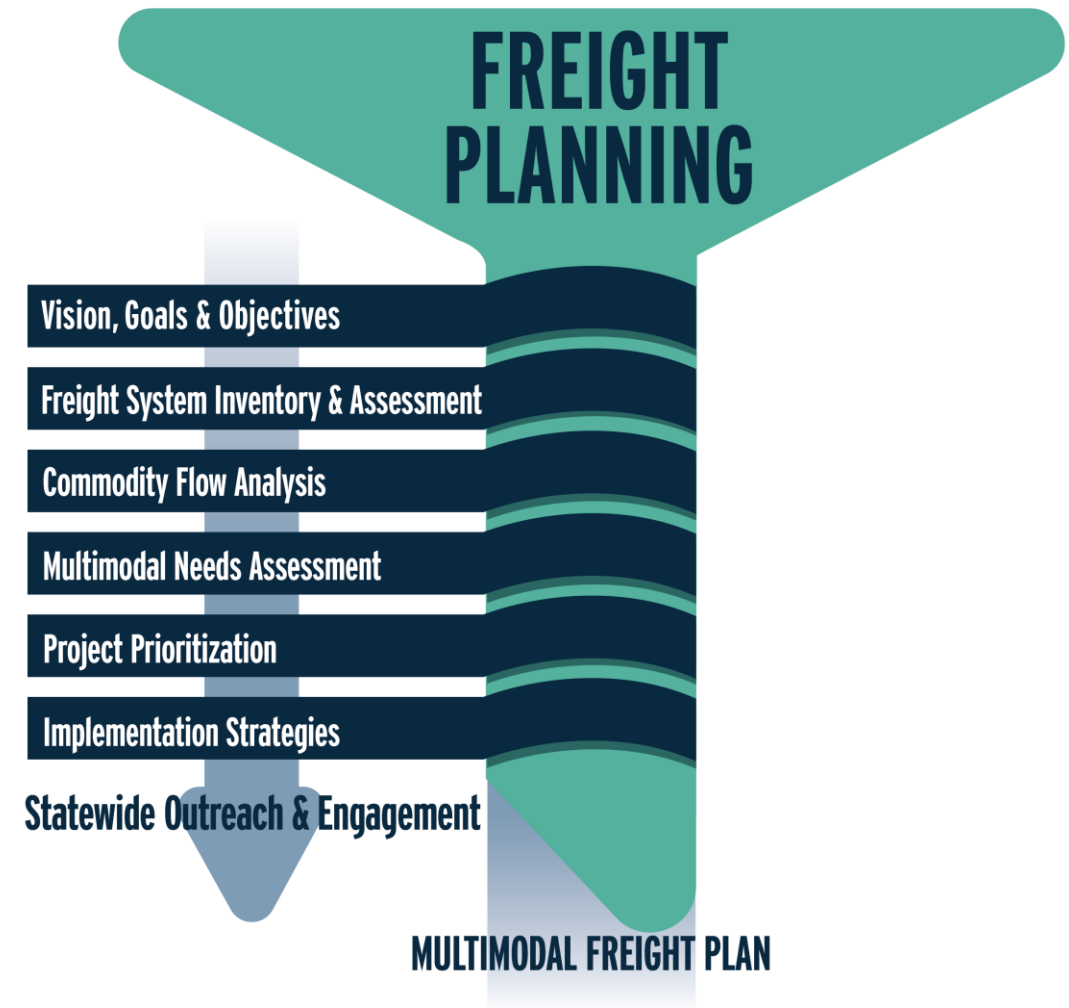 FREIGHT
PLANNING
Vision, Goals & Objectives
Freight System Inventory & Assessment
Commodity Flow Analysis
Multimodal Needs Assessment
Project Prioritization
Implementation Strategies
Statewide Outreach & Engagement
MULTIMODAL FREIGHT PLAN